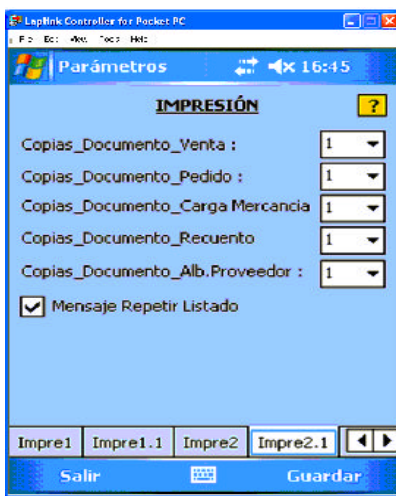 Laplink Controller for Pocket PC
Help
Parámetros 16:45
IMPRESIÓN ?
Copias_Documento_Venta : 1
Copias_Documento_Pedido : 1
Copias_Documento_Carga Mercancia 1
Copias_Documento_Recuento 1
Copias_Documento_Alb.Proveedor : 1
Mensaje Repetir Listado
Impre1 Impre1.1 Impre2 Impre2.1
Salir Guardar